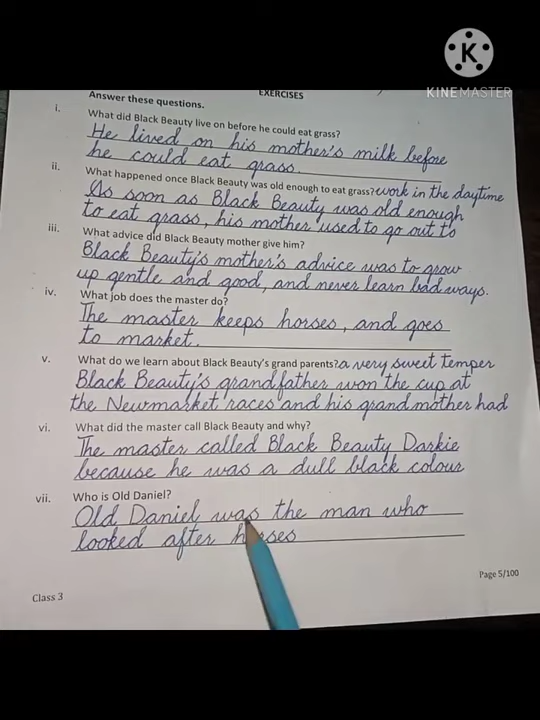 K
KINEMASTER
EXERCISES
Answer these questions.
i. What did Black Beauty live on before he could eat grass?
He lived on his mother's milk before
he could eat grass.
ii. What happened once Black Beauty was old enough to eat grass? work in the daytime
As soon as Black Beauty was old enough
to eat grass, his mother used to go out to
iii. What advice did Black Beauty mother give him?
Black Beauty's mother's advice was to grow
up gentle and good, and never learn bad ways.
iv. What job does the master do?
The master keeps horses, and goes
to market.
v. What do we learn about Black Beauty's grand parents? a very sweet temper
Black Beauty's grandfather won the cup at
the Newmarket races and his grandmother had
vi. What did the master call Black Beauty and why?
The master called Black Beauty Darkie
because he was a dull black colour
vii. Who is Old Daniel?
Old Daniel was the man who
looked after horses
Page 5/100
Class 3